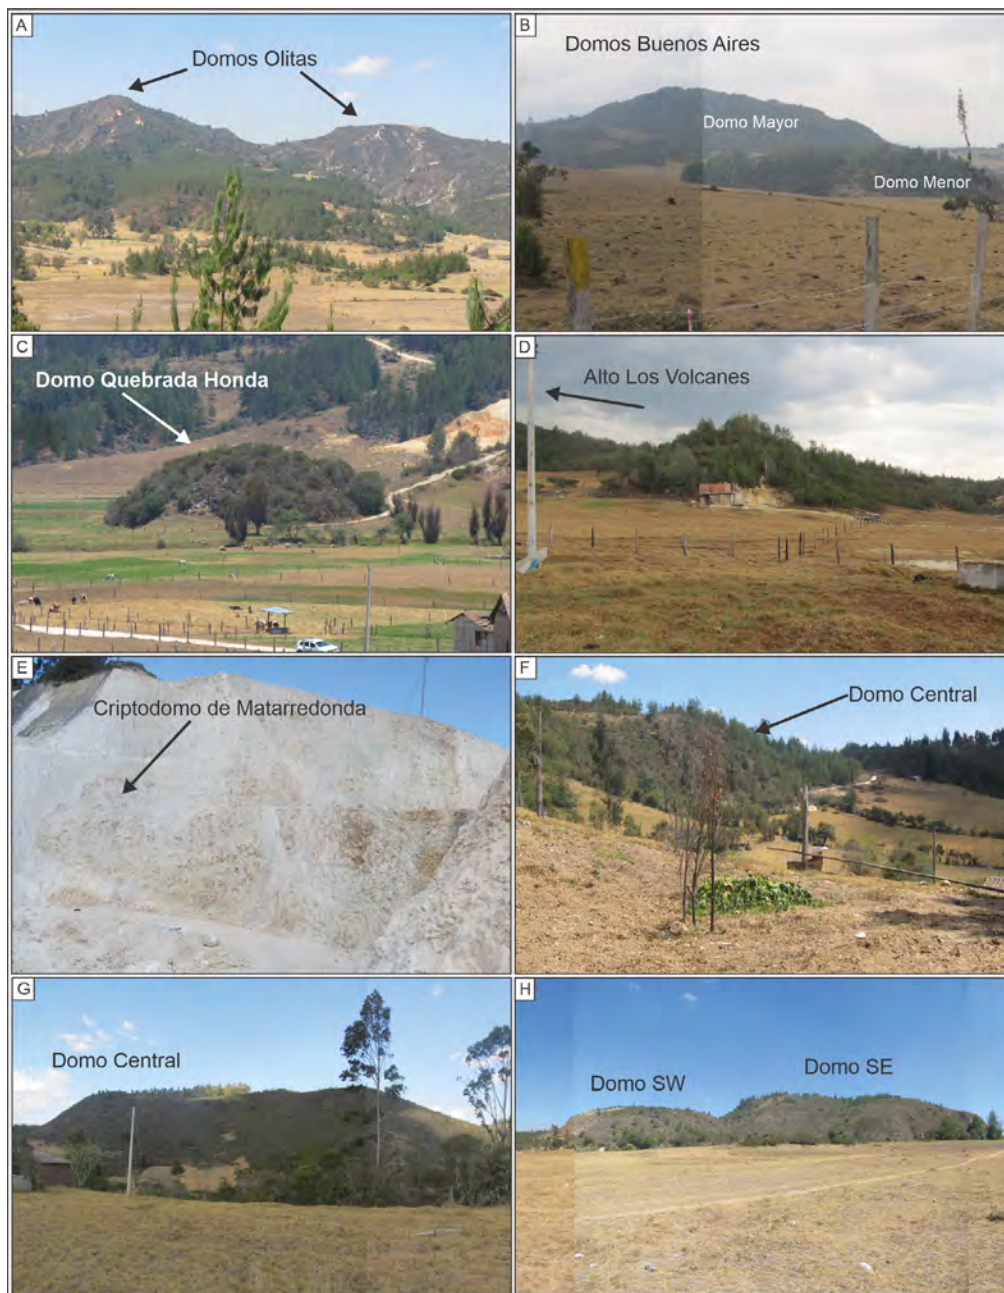 A
Domos Olitas
B
Domos Buenos Aires
Domo Mayor
Domo Menor
C
Domo Quebrada Honda
D
Alto Los Volcanes
E
Criptodomo de Matarredonda
F
Domo Central
G
Domo Central
H
Domo SW
Domo SE